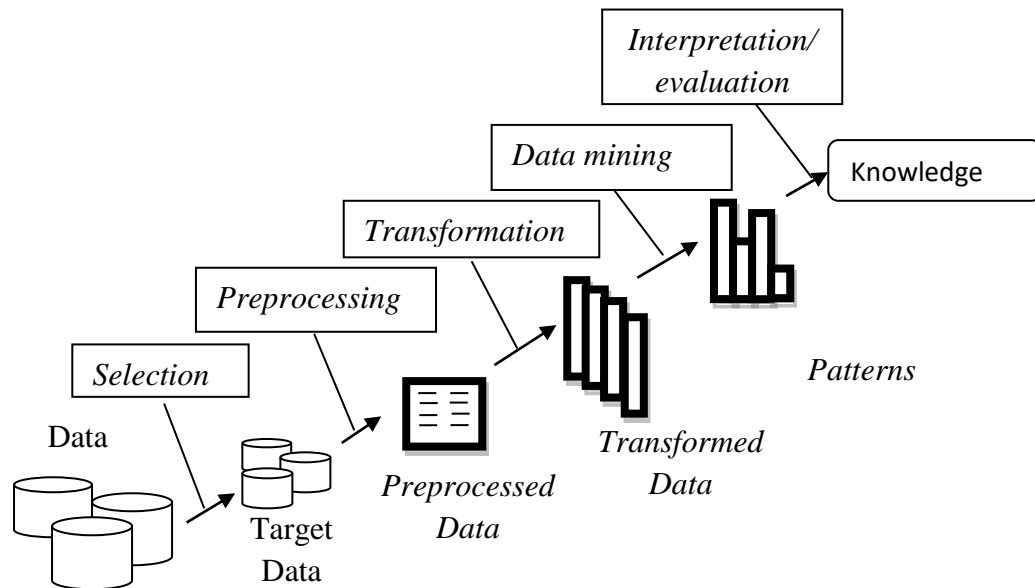 Interpretation/
evaluation
Data mining
Knowledge
Transformation
Preprocessing
Selection
Patterns
Data
Transformed
Data
Preprocessed
Data
Target
Data